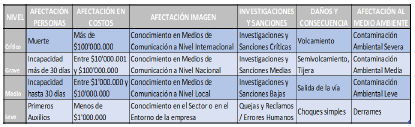 NIVEL
AFECTACIÓN PERSONAS
AFECTACIÓN EN COSTOS
AFECTACIÓN IMAGEN
INVESTIGACIONES Y SANCIONES
DAÑOS Y CONSECUENCIA
AFECTACIÓN AL MEDIO AMBIENTE
Crítico
Muerte
Más de
$100'000.000
Conocimiento en Medios de
Comunicación a Nivel Internacional
Investigaciones y
Sanciones Críticas
Volcamiento
Contaminación
Ambiental Severa
Grave
Incapacidad
más de 30 días
Entre $10'000.001
y $100'000.000
Conocimiento en Medios de
Comunicación a Nivel Nacional
Investigaciones y
Sanciones Medias
Semivolcamiento,
Tijera
Contaminación
Ambiental Media
Medio
Incapacidad
hasta 30 días
Entre $1'000.000 y
$10'000.000
Conocimiento en Medios de
Comunicación a Nivel Local
Investigaciones y
Sanciones Bajas
Salida de la vía
Contaminación
Ambiental Leve
Leve
Primeros
Auxilios
Menos de
$1'000.000
Conocimiento en el Sector o en el
Entorno de la empresa
Quejas y Reclamos
/ Errores Humanos
Choques simples
Derrames